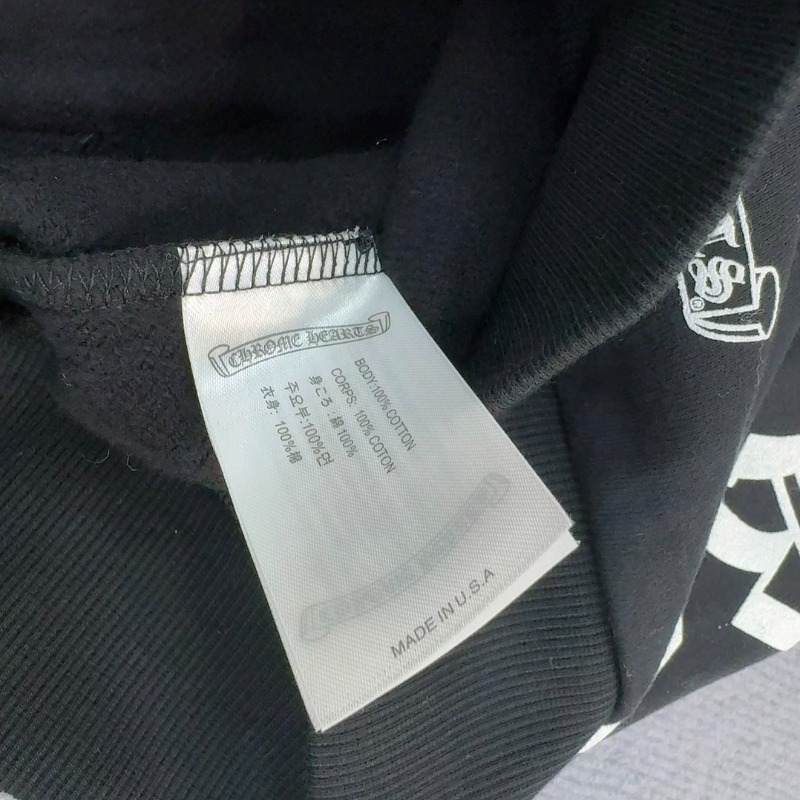 CHROME HEARTS
BODY:100% COTTON
CORPS: 100% COTON
身ごろ:綿100%
주요부:100%면
衣身: 100%棉
MADE IN U.S.A